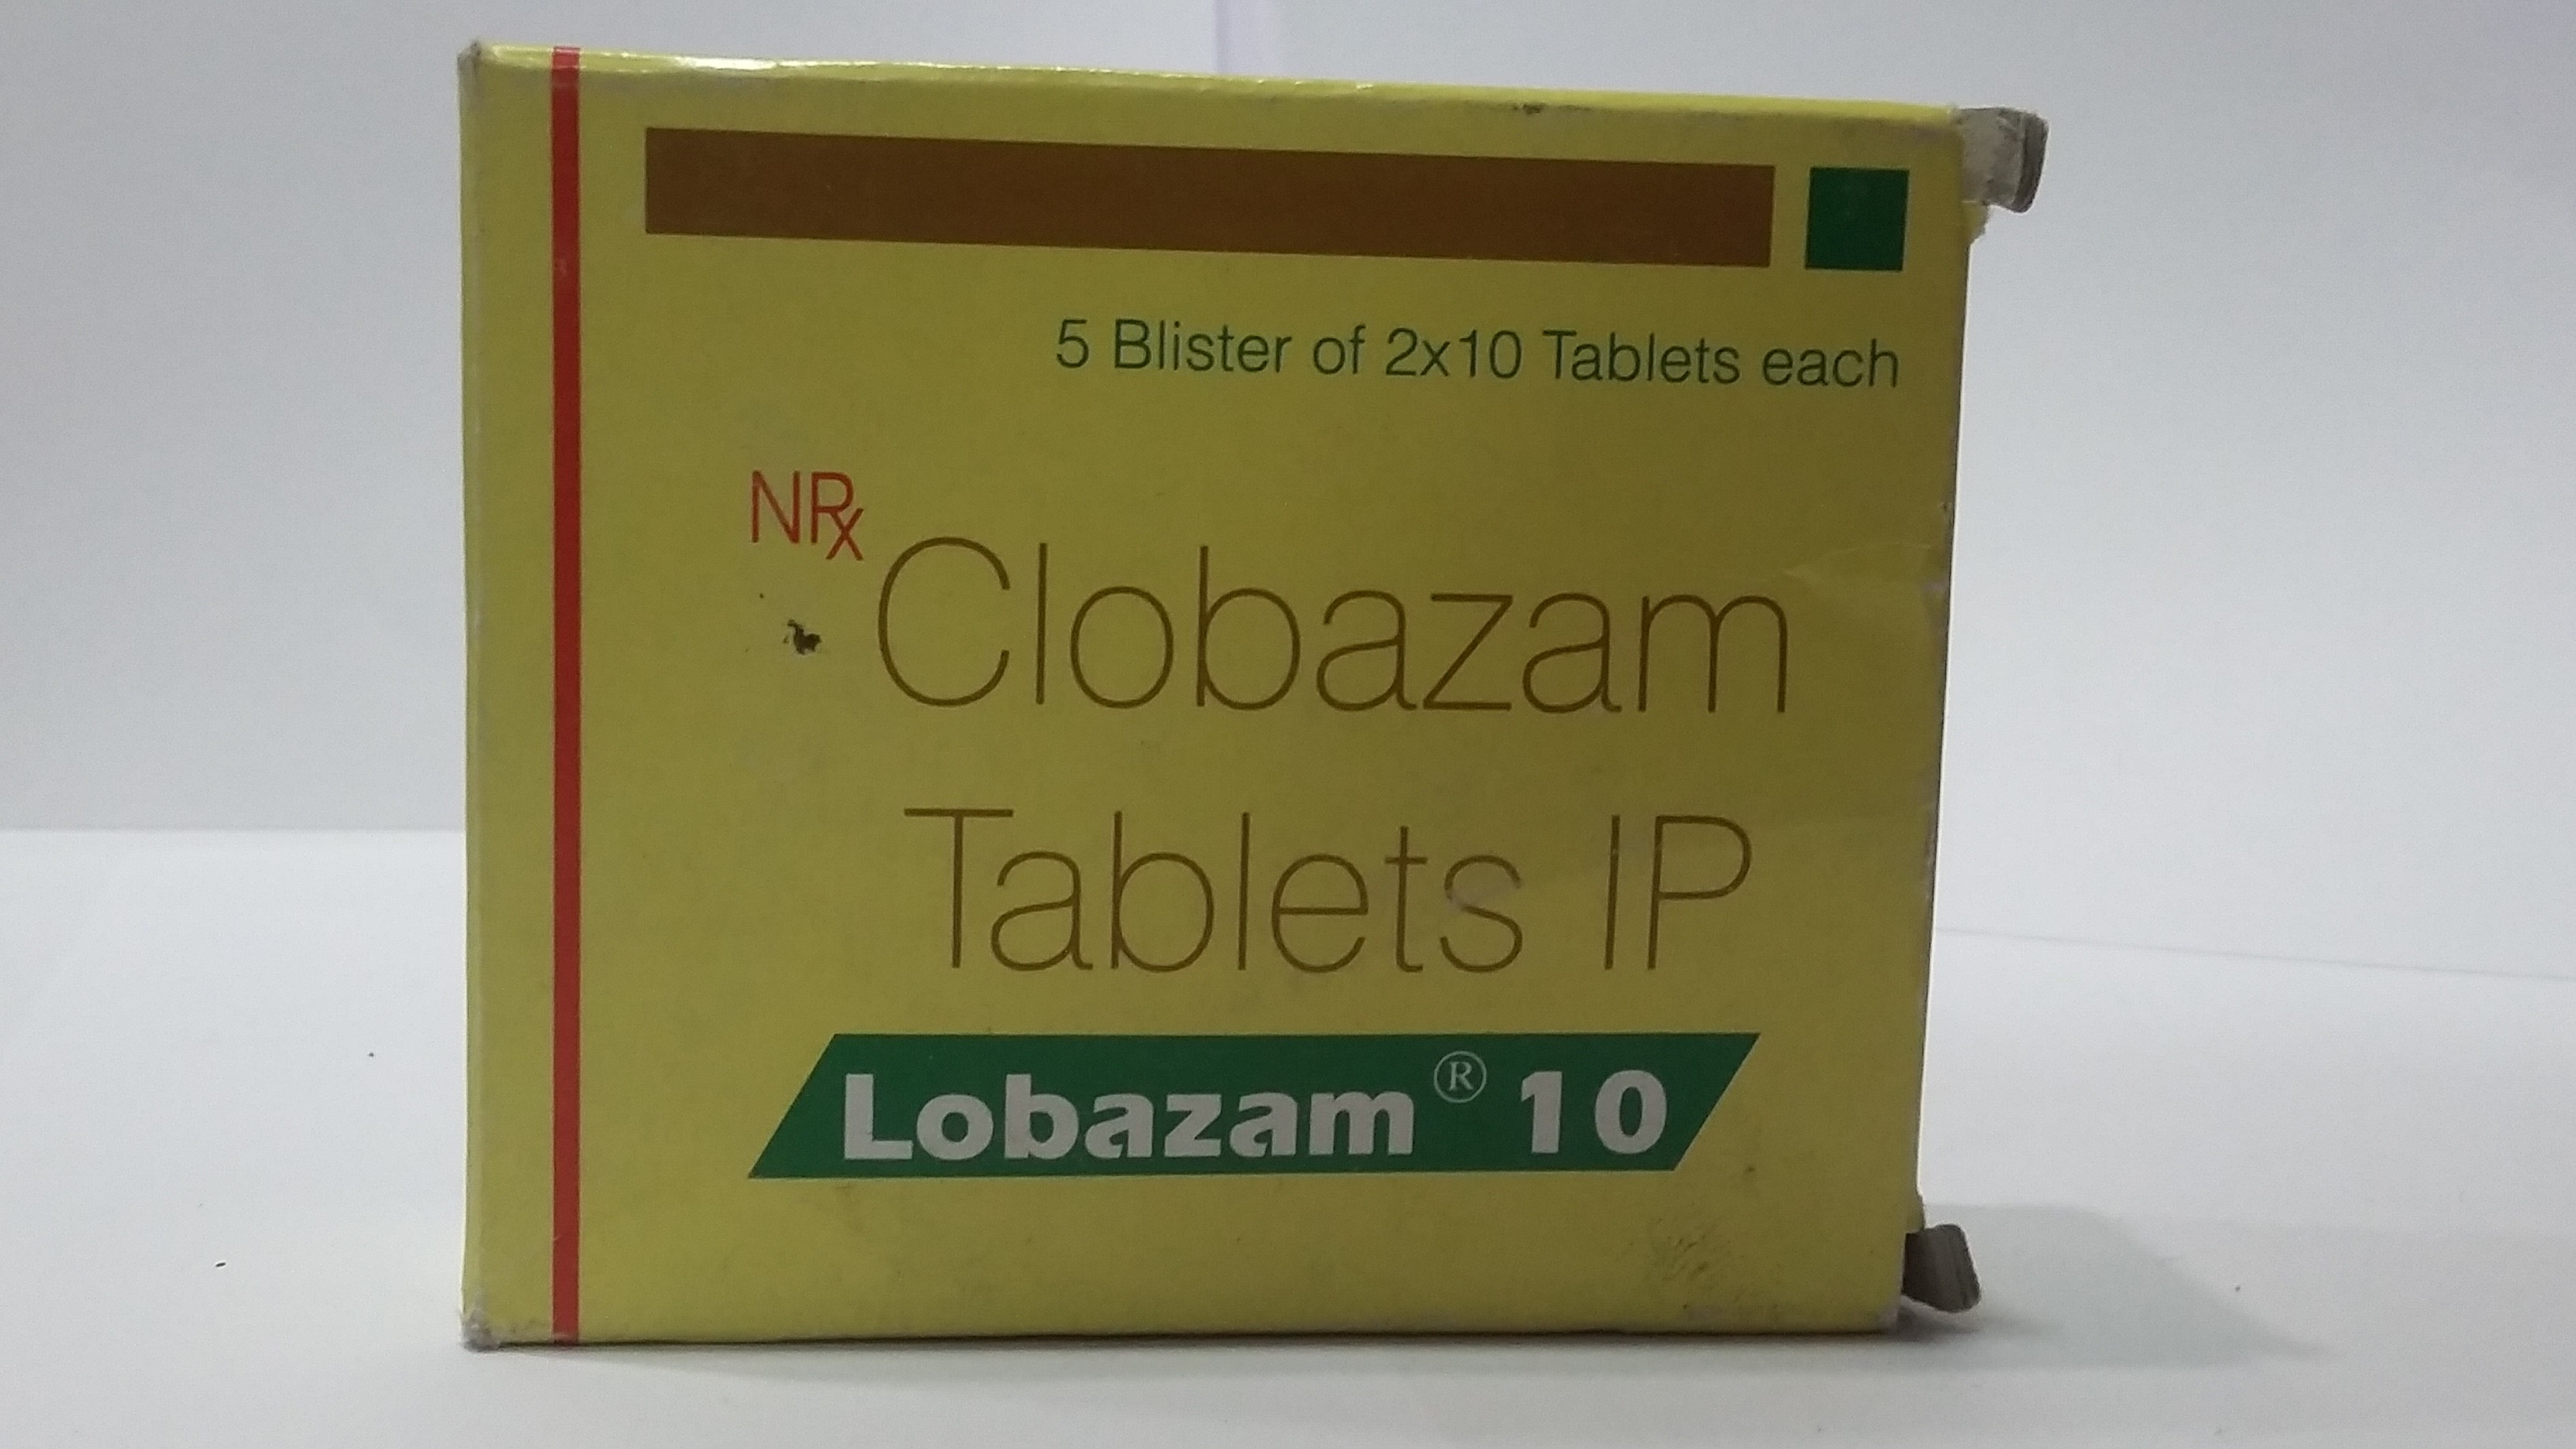 5 Blister of 2x10 Tablets each
NRx
Clobazam
Tablets IP
Lobazam® 10